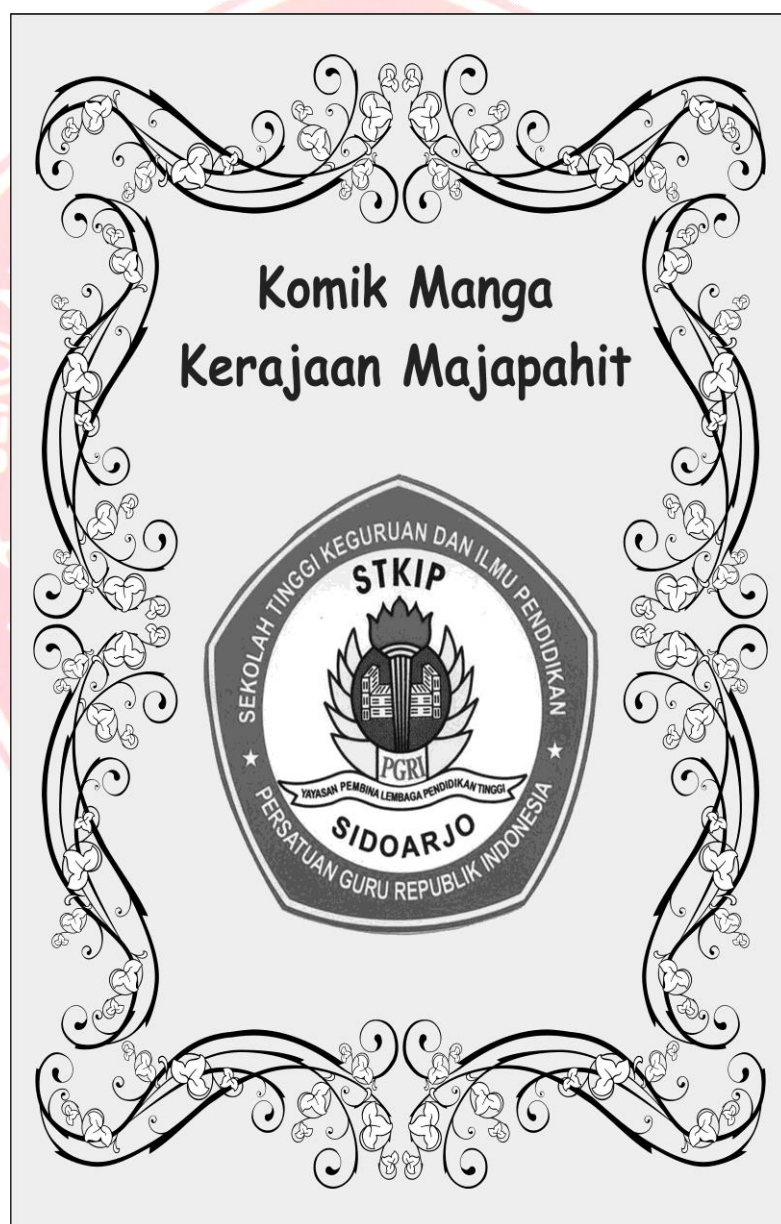 Komik Manga
Kerajaan Majapahit
SEKOLAH TINGGI KEGURUAN DAN ILMU PENDIDIKAN
STKIP
PGRI
YAYASAN PEMBINA LEMBAGA PENDIDIKAN TINGGI
SIDOARJO
PERSATUAN GURU REPUBLIK INDONESIA